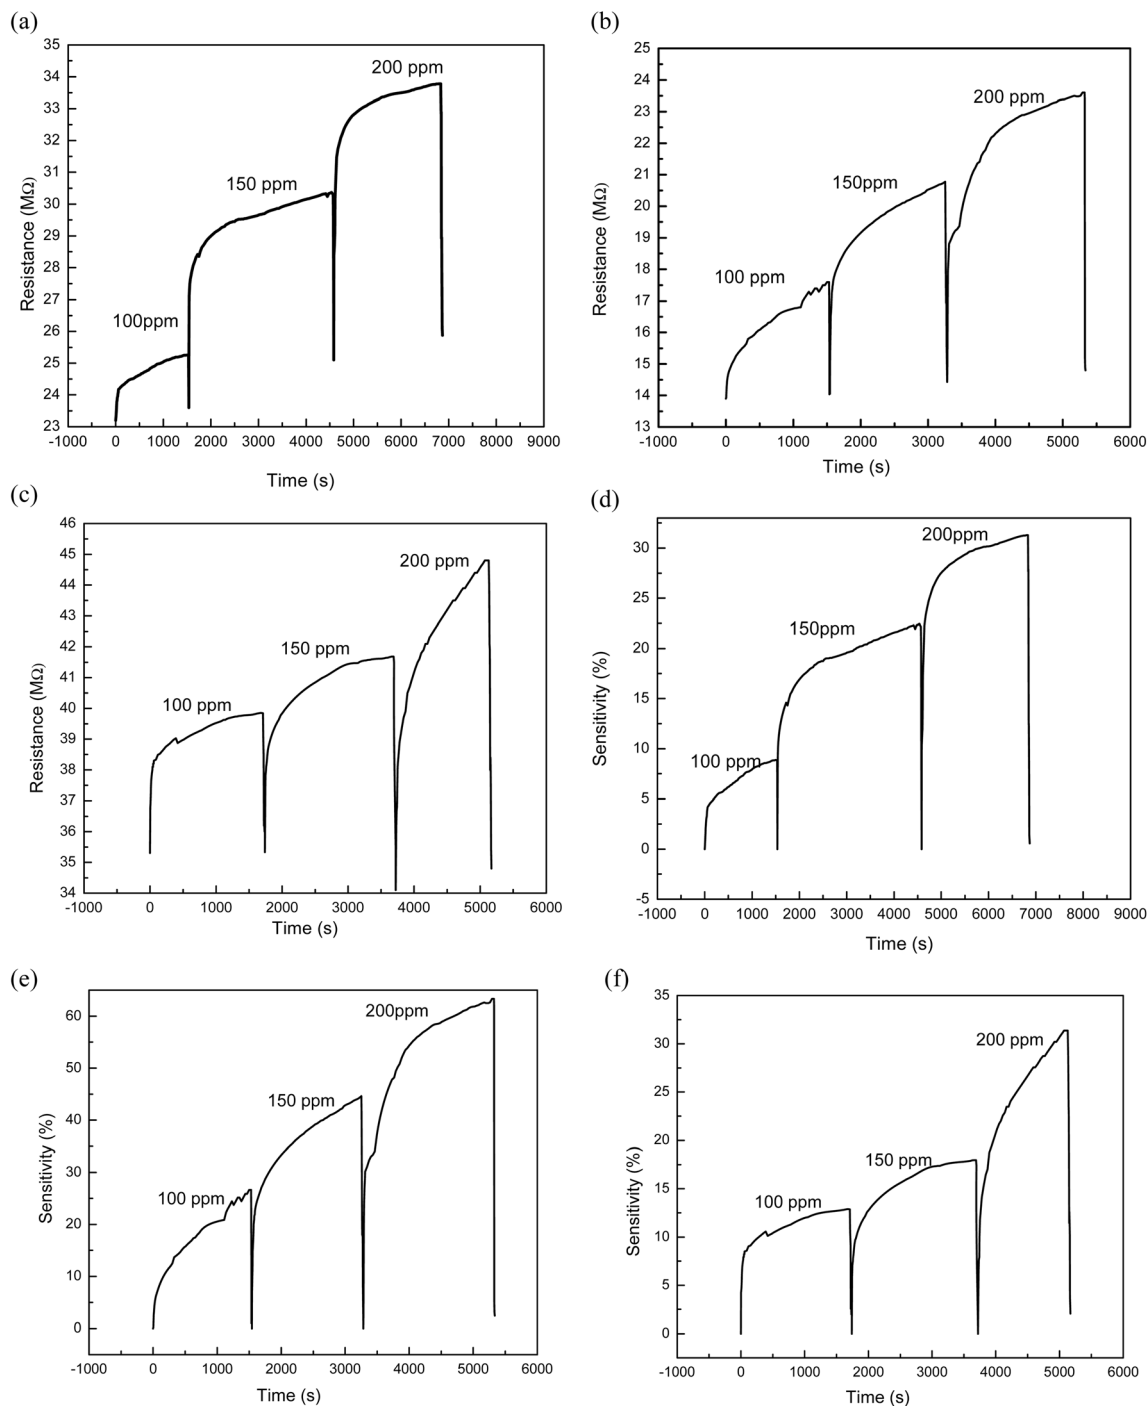 (a)
35
34
33
32
31
30
29
28
27
26
25
24
23
-1000 0 1000 2000 3000 4000 5000 6000 7000 8000 9000
Resistance (MΩ)
Time (s)
100ppm
150 ppm
200 ppm
(b)
25
24
23
22
21
20
19
18
17
16
15
14
13
-1000 0 1000 2000 3000 4000 5000 6000
Resistance (MΩ)
Time (s)
100 ppm
150ppm
200 ppm
(c)
46
45
44
43
42
41
40
39
38
37
36
35
34
-1000 0 1000 2000 3000 4000 5000 6000
Resistance (MΩ)
Time (s)
100 ppm
150 ppm
200 ppm
(d)
30
25
20
15
10
5
0
-5
-1000 0 1000 2000 3000 4000 5000 6000 7000 8000 9000
Sensitivity (%)
Time (s)
100 ppm
150ppm
200ppm
(e)
60
50
40
30
20
10
0
-1000 0 1000 2000 3000 4000 5000 6000
Sensitivity (%)
Time (s)
100 ppm
150 ppm
200ppm
(f)
35
30
25
20
15
10
5
0
-1000 0 1000 2000 3000 4000 5000 6000
Sensitivity (%)
Time (s)
100 ppm
150 ppm
200 ppm